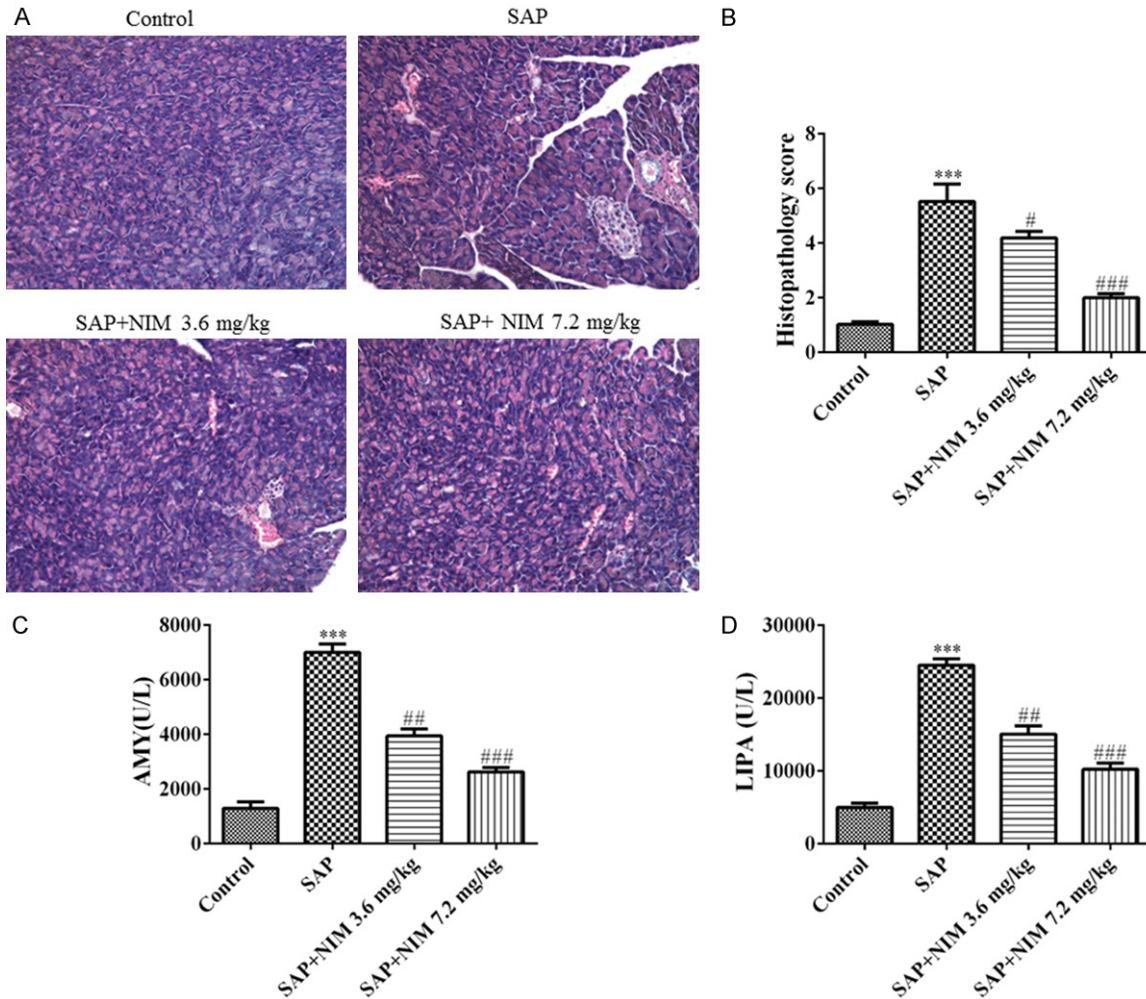 A
Control
SAP
SAP+NIM 3.6 mg/kg
SAP+ NIM 7.2 mg/kg
B
Histopathology score
8
6
4
2
0
***
#
###
Control
SAP
SAP+NIM 3.6 mg/kg
SAP+NIM 7.2 mg/kg
C
AMY(U/L)
8000
6000
4000
2000
0
***
##
###
Control
SAP
SAP+NIM 3.6 mg/kg
SAP+NIM 7.2 mg/kg
D
LIPA (U/L)
30000
20000
10000
0
***
##
###
Control
SAP
SAP+NIM 3.6 mg/kg
SAP+NIM 7.2 mg/kg